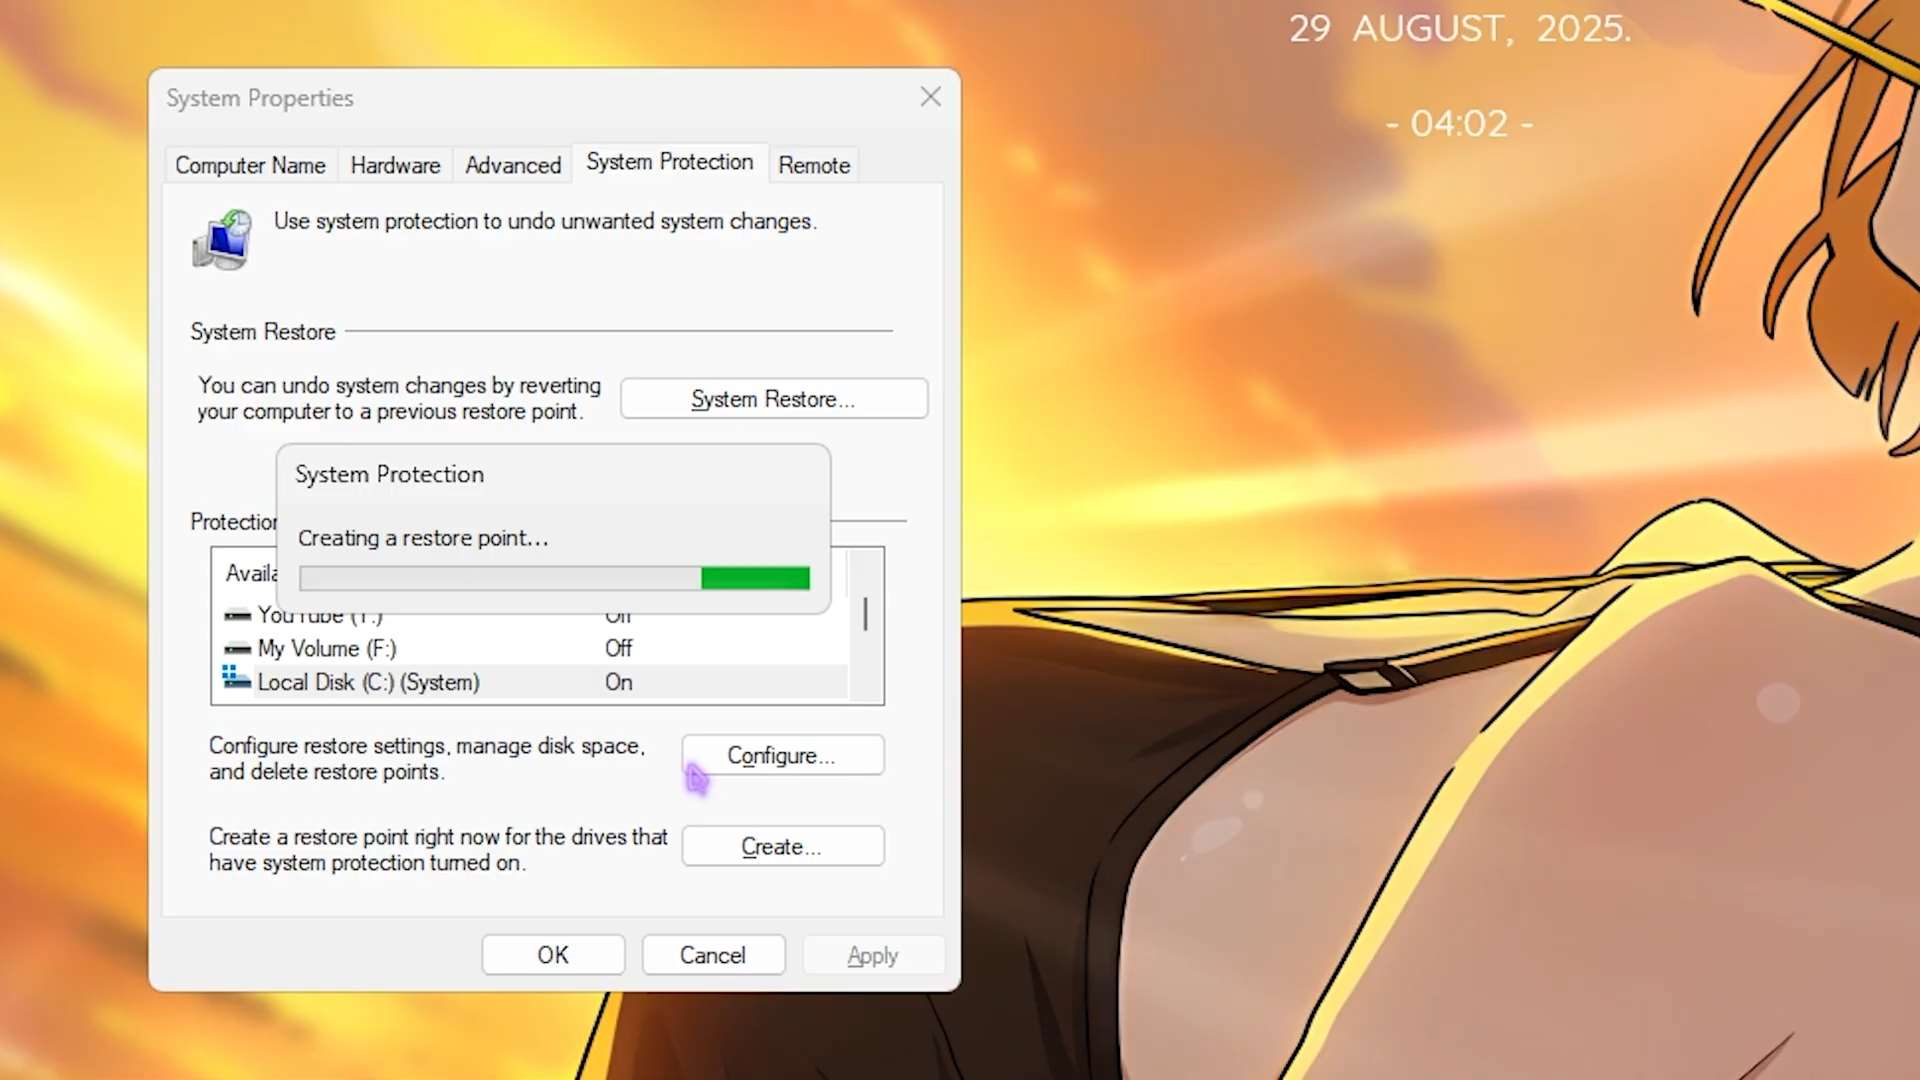 29 AUGUST, 2025.
- 04:02 -
System Properties
Computer Name Hardware Advanced System Protection Remote
Use system protection to undo unwanted system changes.
System Restore
You can undo system changes by reverting
your computer to a previous restore point.
System Restore...
System Protection
Creating a restore point...
Protection
Availa
YouTube (Y:) Off
My Volume (F:) Off
Local Disk (C:) (System) On
Configure restore settings, manage disk space,
and delete restore points.
Configure...
Create a restore point right now for the drives that
have system protection turned on.
Create...
OK Cancel Apply